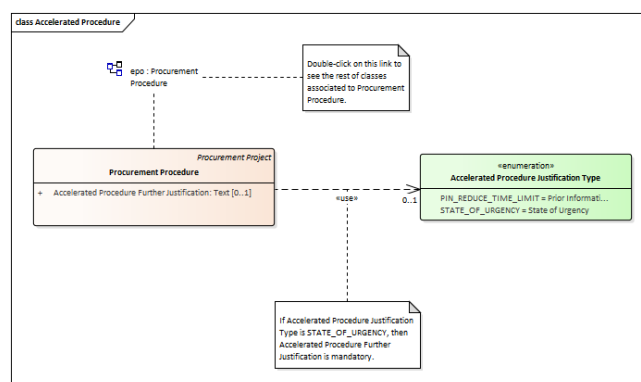 class Accelerated Procedure
epo : Procurement
Procedure
Double-click on this link to
see the rest of classes
associated to Procurement
Procedure.
Procurement Project
Procurement Procedure
+ Accelerated Procedure Further Justification: Text [0..1]
«use»
0..1
«enumeration»
Accelerated Procedure Justification Type
PIN_REDUCE_TIME_LIMIT = Prior Informati...
STATE_OF_URGENCY = State of Urgency
If Accelerated Procedure Justification
Type is STATE_OF_URGENCY, then
Accelerated Procedure Further
Justification is mandatory.